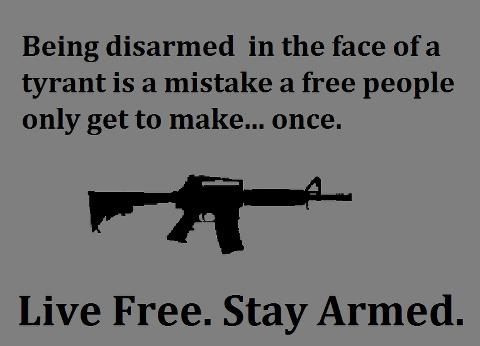 Being disarmed  in the face of a
tyrant is a mistake a free people
only get to make... once.
Live Free. Stay Armed.